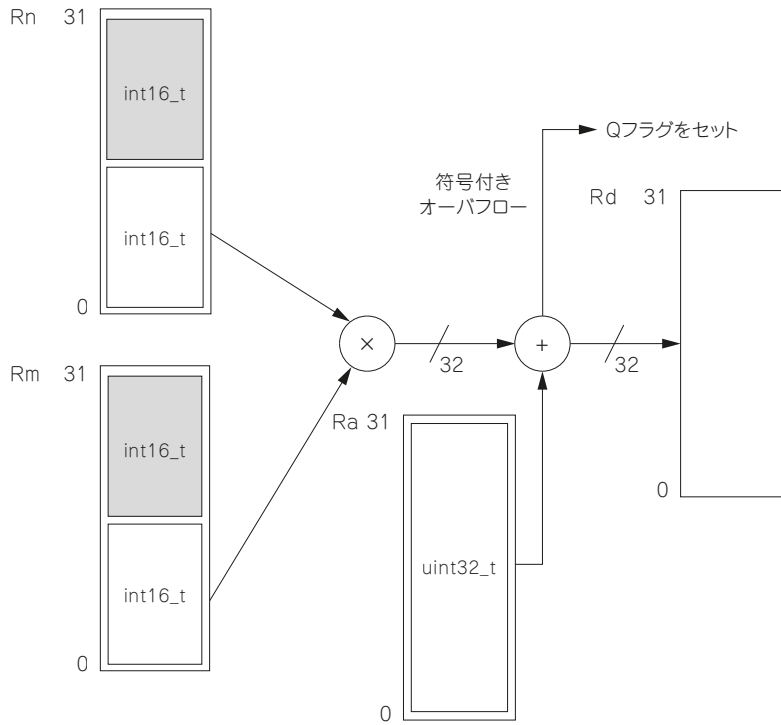 Rn 31
int16_t
int16_t
0
Qフラグをセット
符号付き
オーバフロー
Rd 31
×
32
+
32
0
Rm 31
int16_t
int16_t
0
Ra 31
uint32_t
0